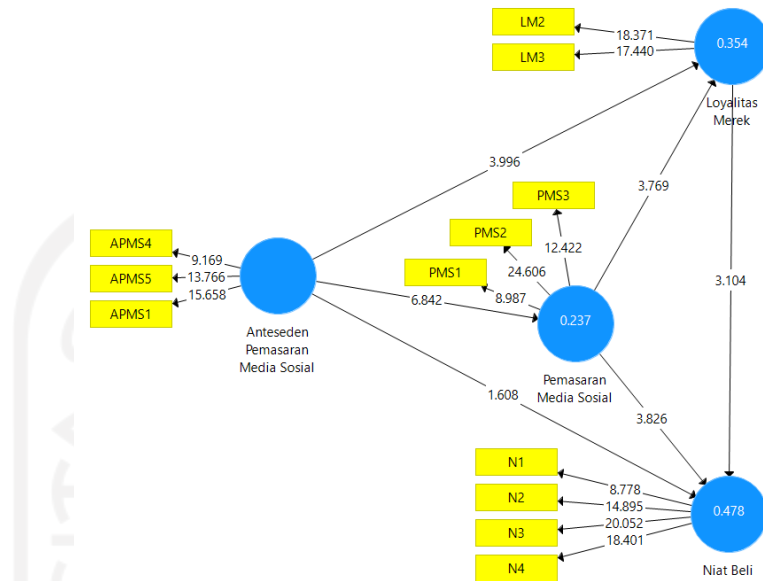 LM2
18.371
0.354
LM3
17.440
Loyalitas
Merek
3.996
3.769
PMS3
PMS2
12.422
APMS4
9.169
PMS1
24.606
APMS5
13.766
8.987
3.104
APMS1
15.658
6.842
0.237
Anteseden
Pemasaran
Media Sosial
Pemasaran
Media Sosial
1.608
3.826
N1
8.778
N2
14.895
0.478
N3
20.052
18.401
N4
Niat Beli